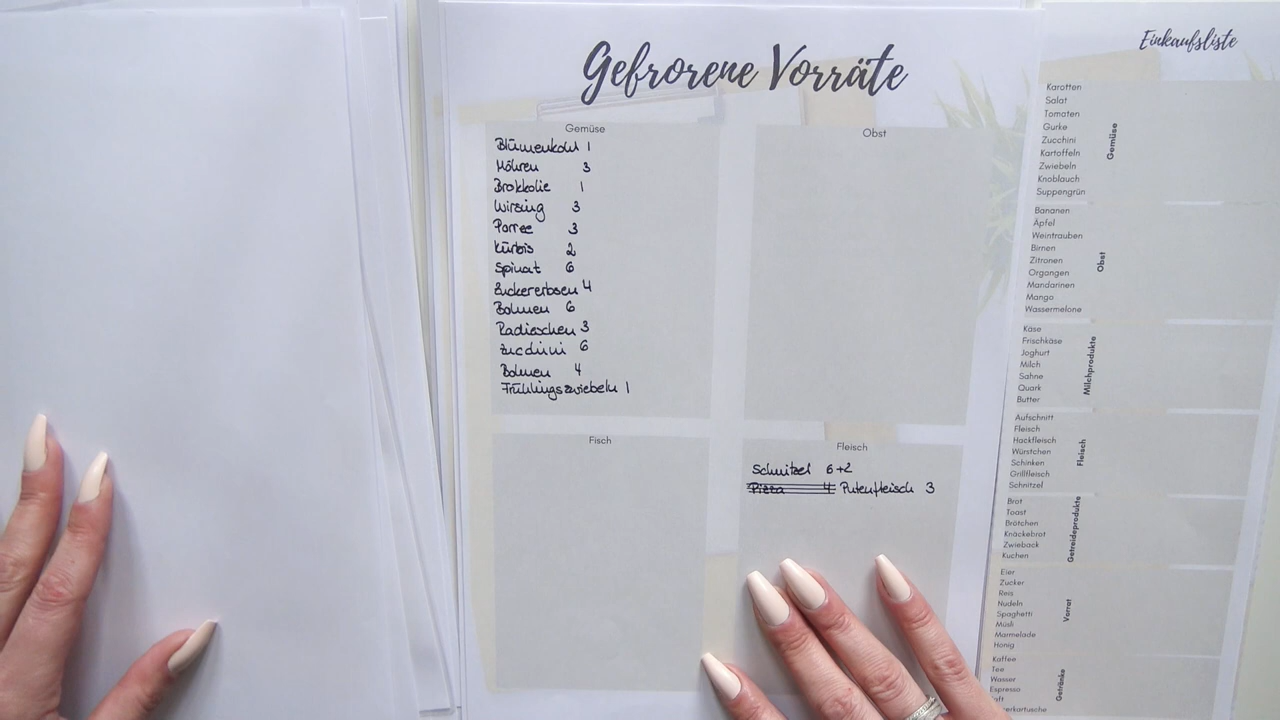 Gefrorene Vorräte
Gemüse
Blumenkohl 1
Möhren 3
Brokkolie 1
Wirsing 3
Porree 3
Kürbis 2
Spinat 6
Zuckererbsen 4
Bohnen 6
Radieschen 3
Zucchini 6
Bohnen 4
Frühlingszwiebeln 1
Obst
Fisch
Fleisch
Schnitzel 6+2
Pizza 4 Putenfleisch 3
Einkaufsliste
Karotten
Salat
Tomaten
Gurke
Zucchini
Kartoffeln
Zwiebeln
Knoblauch
Suppengrün
Gemüse
Bananen
Äpfel
Weintrauben
Birnen
Zitronen
Organgen
Mandarinen
Mango
Wassermelone
Obst
Käse
Frischkäse
Joghurt
Milch
Sahne
Quark
Butter
Milchprodukte
Aufschnitt
Fleisch
Hackfleisch
Würstchen
Schinken
Grillfleisch
Schnitzel
Fleisch
Brot
Toast
Brötchen
Knäckebrot
Zwieback
Kuchen
Getreideprodukte
Eier
Zucker
Reis
Nudeln
Spaghetti
Müsli
Marmelade
Honig
Vorrat
Kaffee
Tee
Wasser
Espresso
Getränke